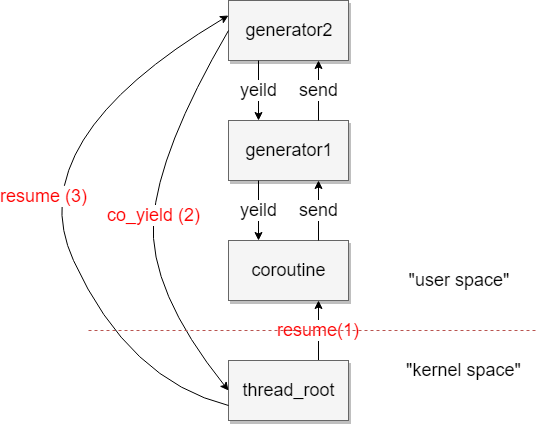 generator2
yeild
send
generator1
resume (3)
co_yield (2)
yeild
send
coroutine
"user space"
resume(1)
"kernel space"
thread_root